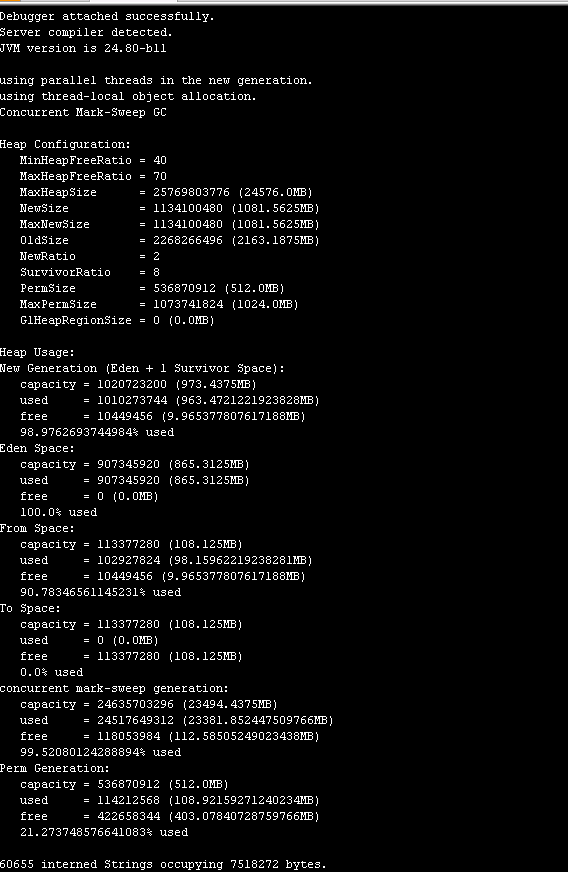 Debugger attached successfully.
Server compiler detected.
JVM version is 24.80-b11
using parallel threads in the new generation.
using thread-local object allocation.
Concurrent Mark-Sweep GC
Heap Configuration:
MinHeapFreeRatio = 40
MaxHeapFreeRatio = 70
MaxHeapSize = 25769803776 (24576.0MB)
NewSize = 1134100480 (1081.5625MB)
MaxNewSize = 1134100480 (1081.5625MB)
OldSize = 2268266496 (2163.1875MB)
NewRatio = 2
SurvivorRatio = 8
PermSize = 536870912 (512.0MB)
MaxPermSize = 1073741824 (1024.0MB)
G1HeapRegionSize = 0 (0.0MB)
Heap Usage:
New Generation (Eden + 1 Survivor Space):
capacity = 1020723200 (973.4375MB)
used = 1010273744 (963.4721221923828MB)
free = 10449456 (9.965377807617188MB)
98.9762693744984% used
Eden Space:
capacity = 907345920 (865.3125MB)
used = 907345920 (865.3125MB)
free = 0 (0.0MB)
100.0% used
From Space:
capacity = 113377280 (108.125MB)
used = 102927824 (98.15962219238281MB)
free = 10449456 (9.965377807617188MB)
90.78346561145231% used
To Space:
capacity = 113377280 (108.125MB)
used = 0 (0.0MB)
free = 113377280 (108.125MB)
0.0% used
concurrent mark-sweep generation:
capacity = 24635703296 (23494.4375MB)
used = 24517649312 (23381.852447509766MB)
free = 118053984 (112.58505249023438MB)
99.52080124288894% used
Perm Generation:
capacity = 536870912 (512.0MB)
used = 114212568 (108.92159271240234MB)
free = 422658344 (403.07840728759766MB)
21.273748576641083% used
60655 interned Strings occupying 7518272 bytes.